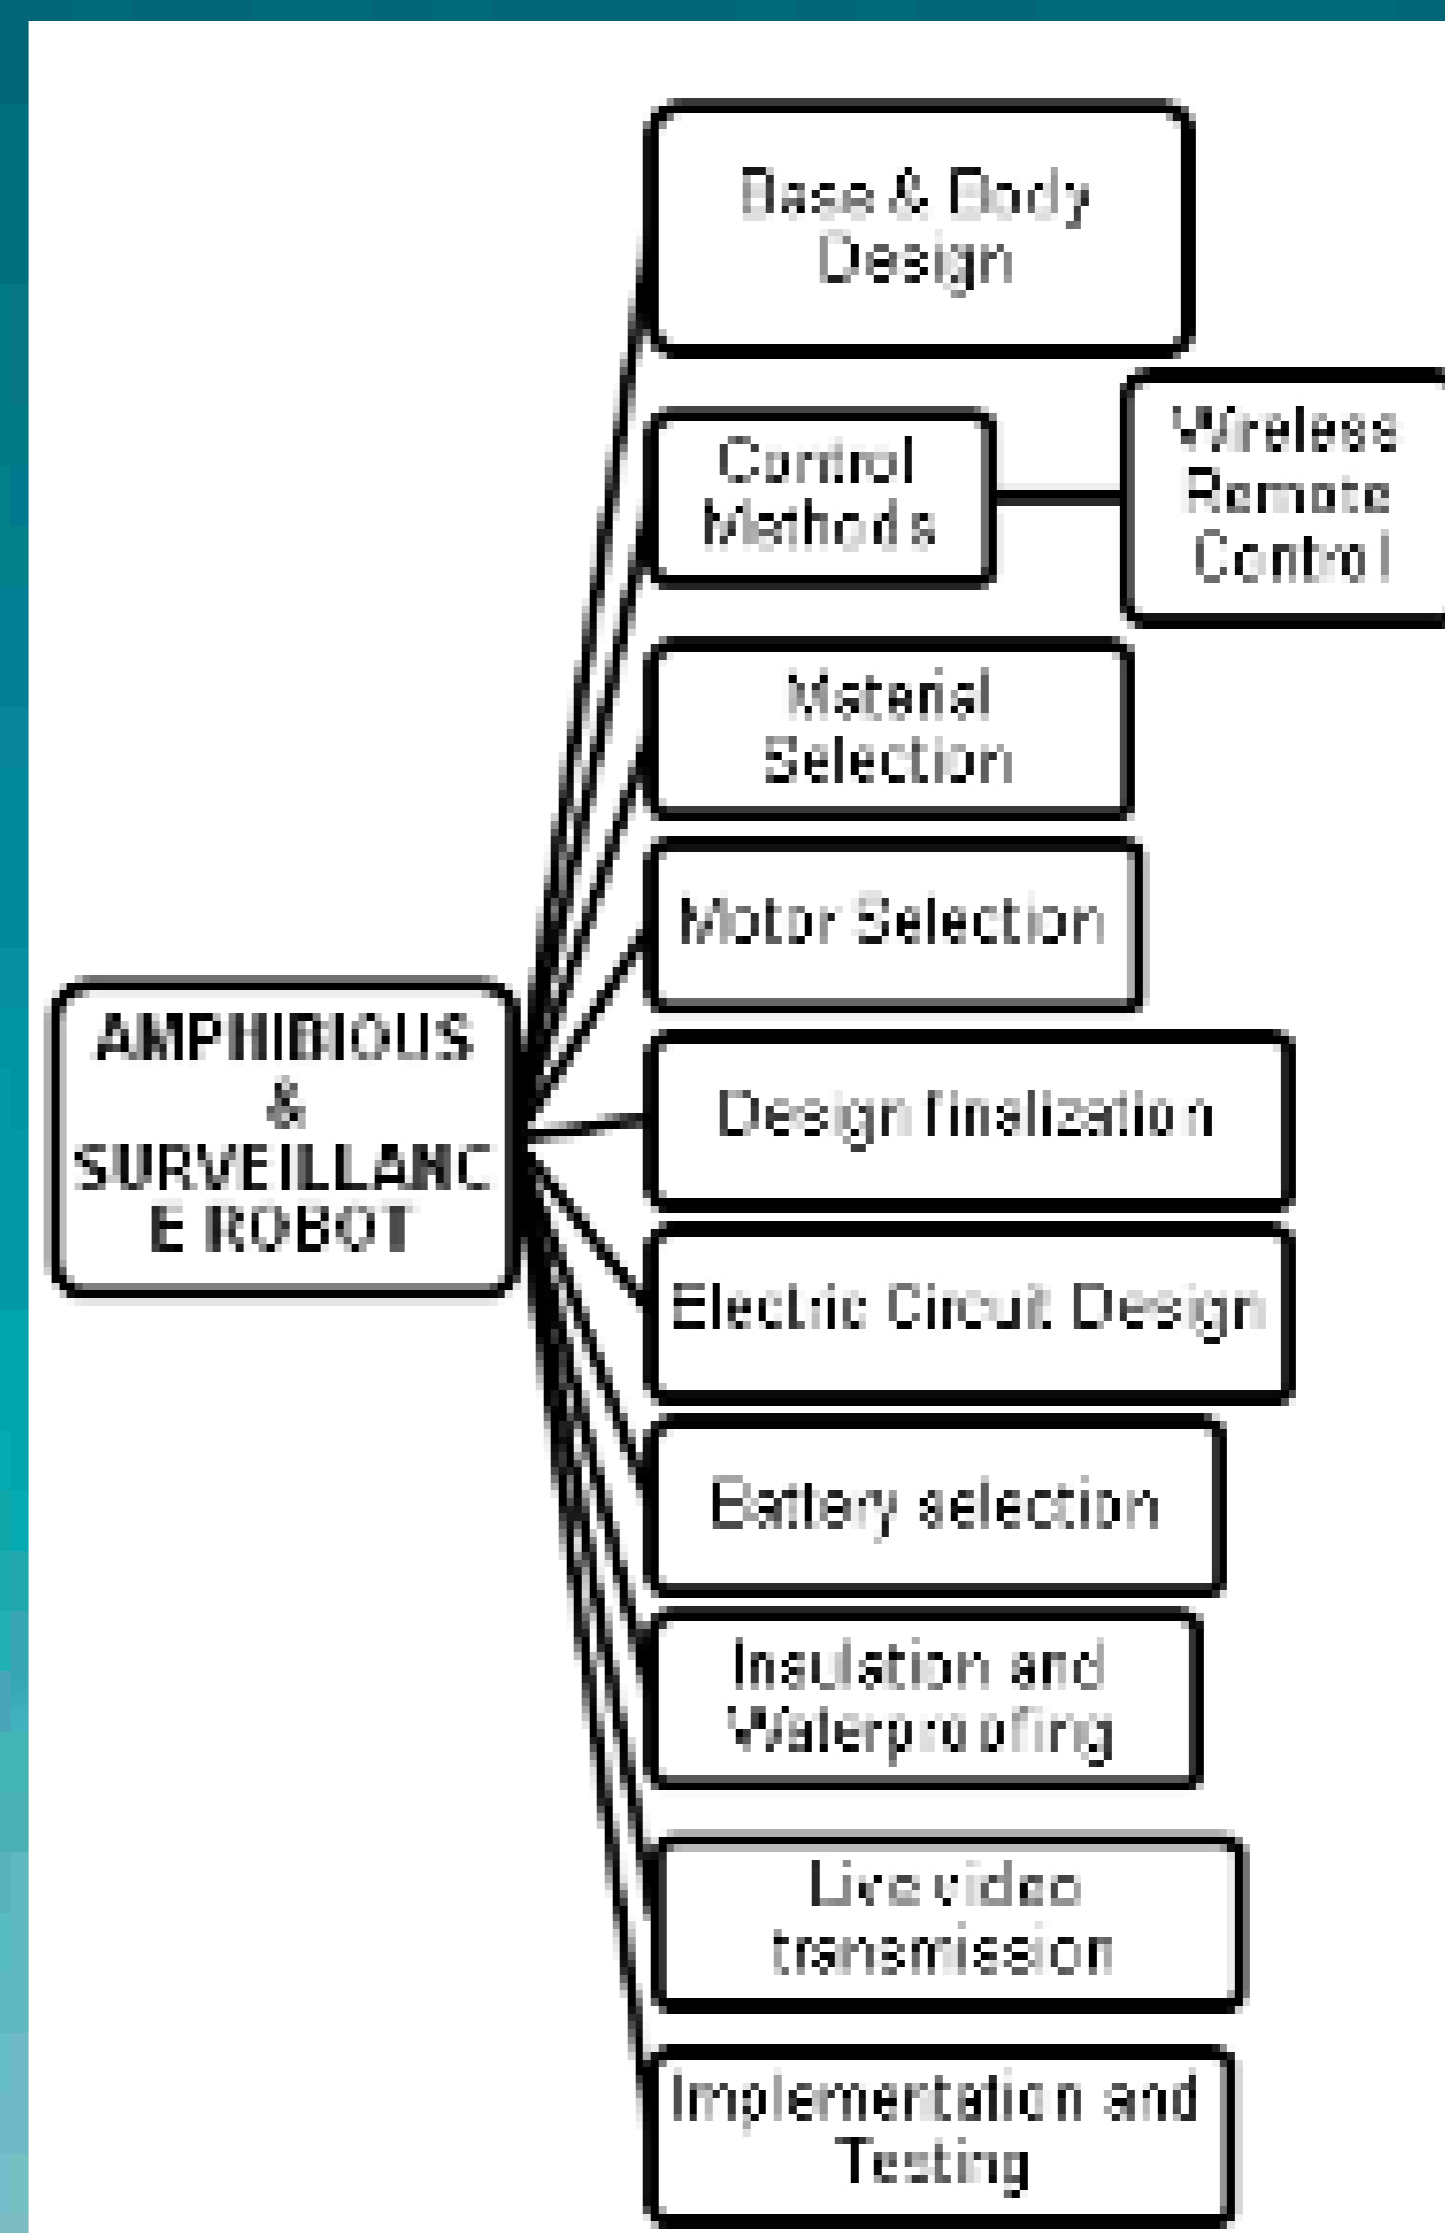 Base & Body
Design
Control
Methods
Wireless
Remote
Control
Material
Selection
Motor Selection
AMPHIBIOUS
&
SURVEILLANC
E ROBOT
Design finalization
Electric Circuit Design
Battery selection
Insulation and
Waterproofing
Live video
transmission
Implementation and
Testing